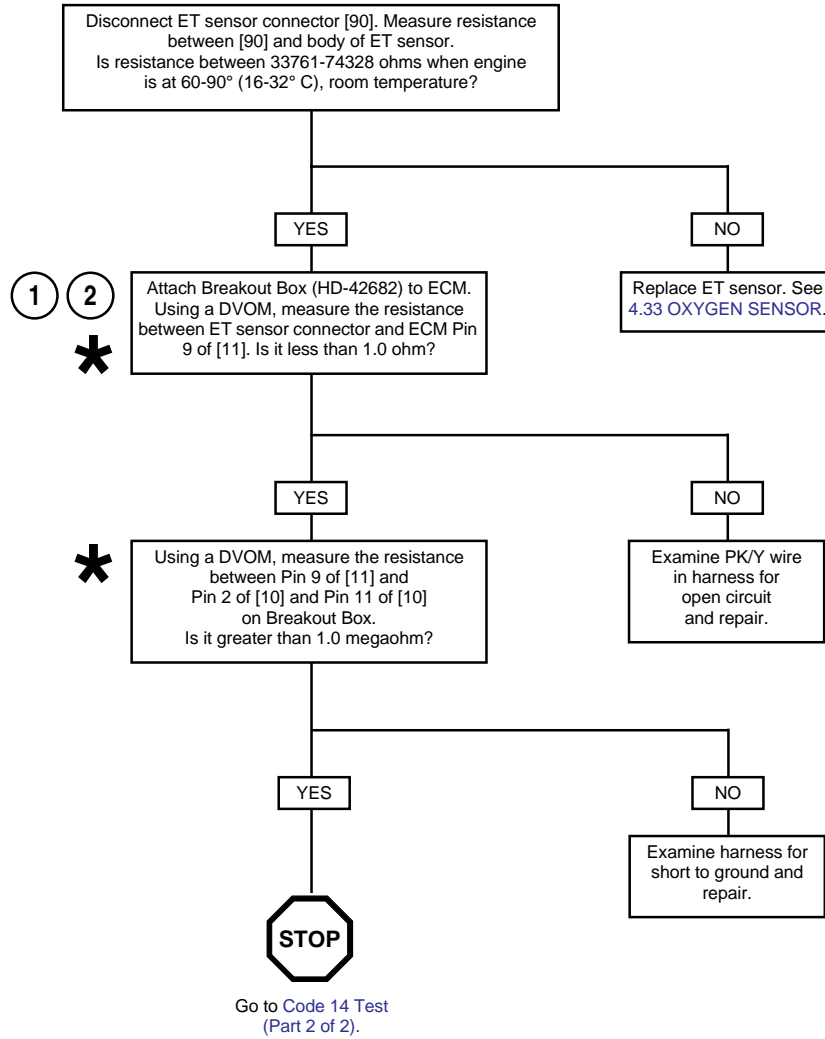 Disconnect ET sensor connector [90]. Measure resistance
between [90] and body of ET sensor.
Is resistance between 33761-74328 ohms when engine
is at 60-90° (16-32° C), room temperature?
YES
NO
1 2
Attach Breakout Box (HD-42682) to ECM.
Using a DVOM, measure the resistance
between ET sensor connector and ECM Pin
9 of [11]. Is it less than 1.0 ohm?
*
Replace ET sensor. See
4.33 OXYGEN SENSOR.
YES
NO
*
Using a DVOM, measure the resistance
between Pin 9 of [11] and
Pin 2 of [10] and Pin 11 of [10]
on Breakout Box.
Is it greater than 1.0 megaohm?
Examine PK/Y wire
in harness for
open circuit
and repair.
YES
NO
Examine harness for
short to ground and
repair.
STOP
Go to Code 14 Test
(Part 2 of 2).